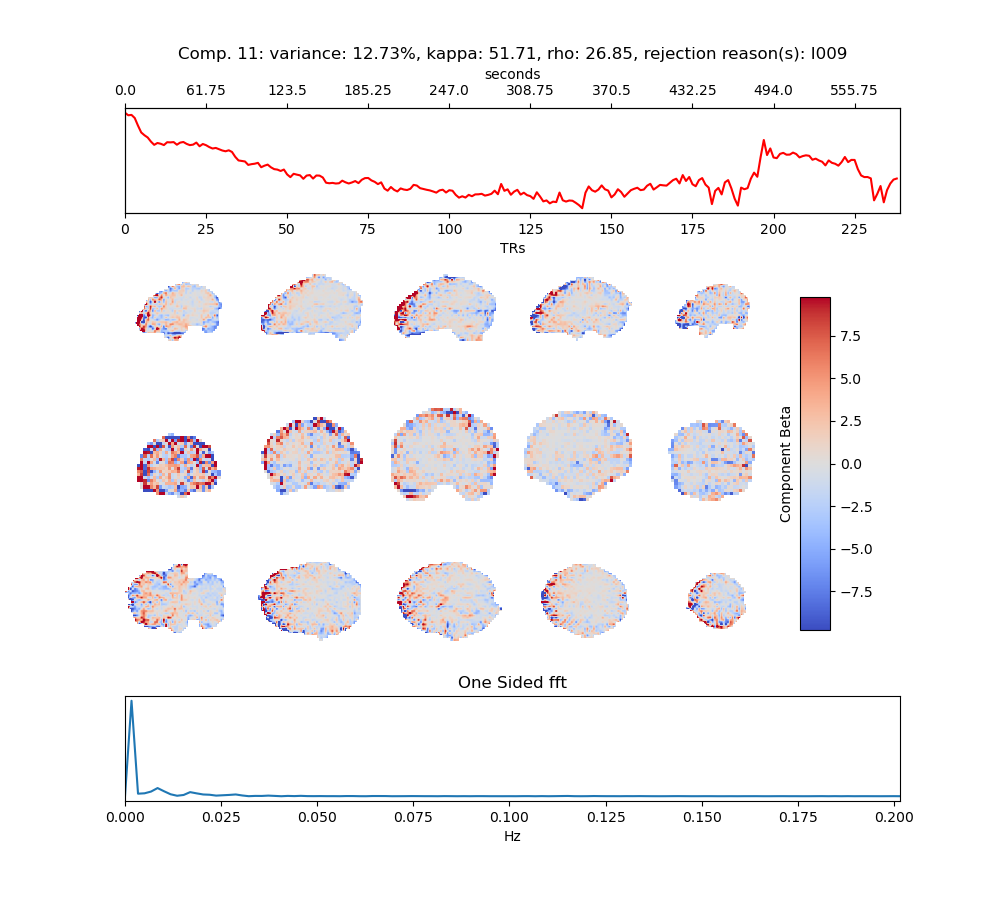 Comp. 11: variance: 12.73%, kappa: 51.71, rho: 26.85, rejection reason(s): I009
seconds
0.0 61.75 123.5 185.25 247.0 308.75 370.5 432.25 494.0 555.75
0 25 50 75 100 125 150 175 200 225
TRs
7.5
5.0
2.5
0.0
−2.5
−5.0
−7.5
Component Beta
One Sided fft
0.000 0.025 0.050 0.075 0.100 0.125 0.150 0.175 0.200
Hz